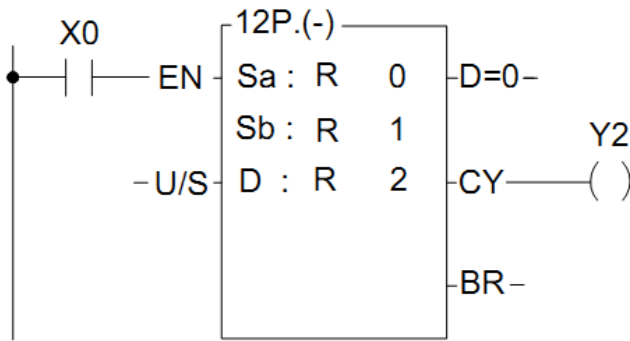 12P.(-)
X0
EN Sa : R 0 D=0
Sb : R 1
Y2
U/S D : R 2 CY
BR